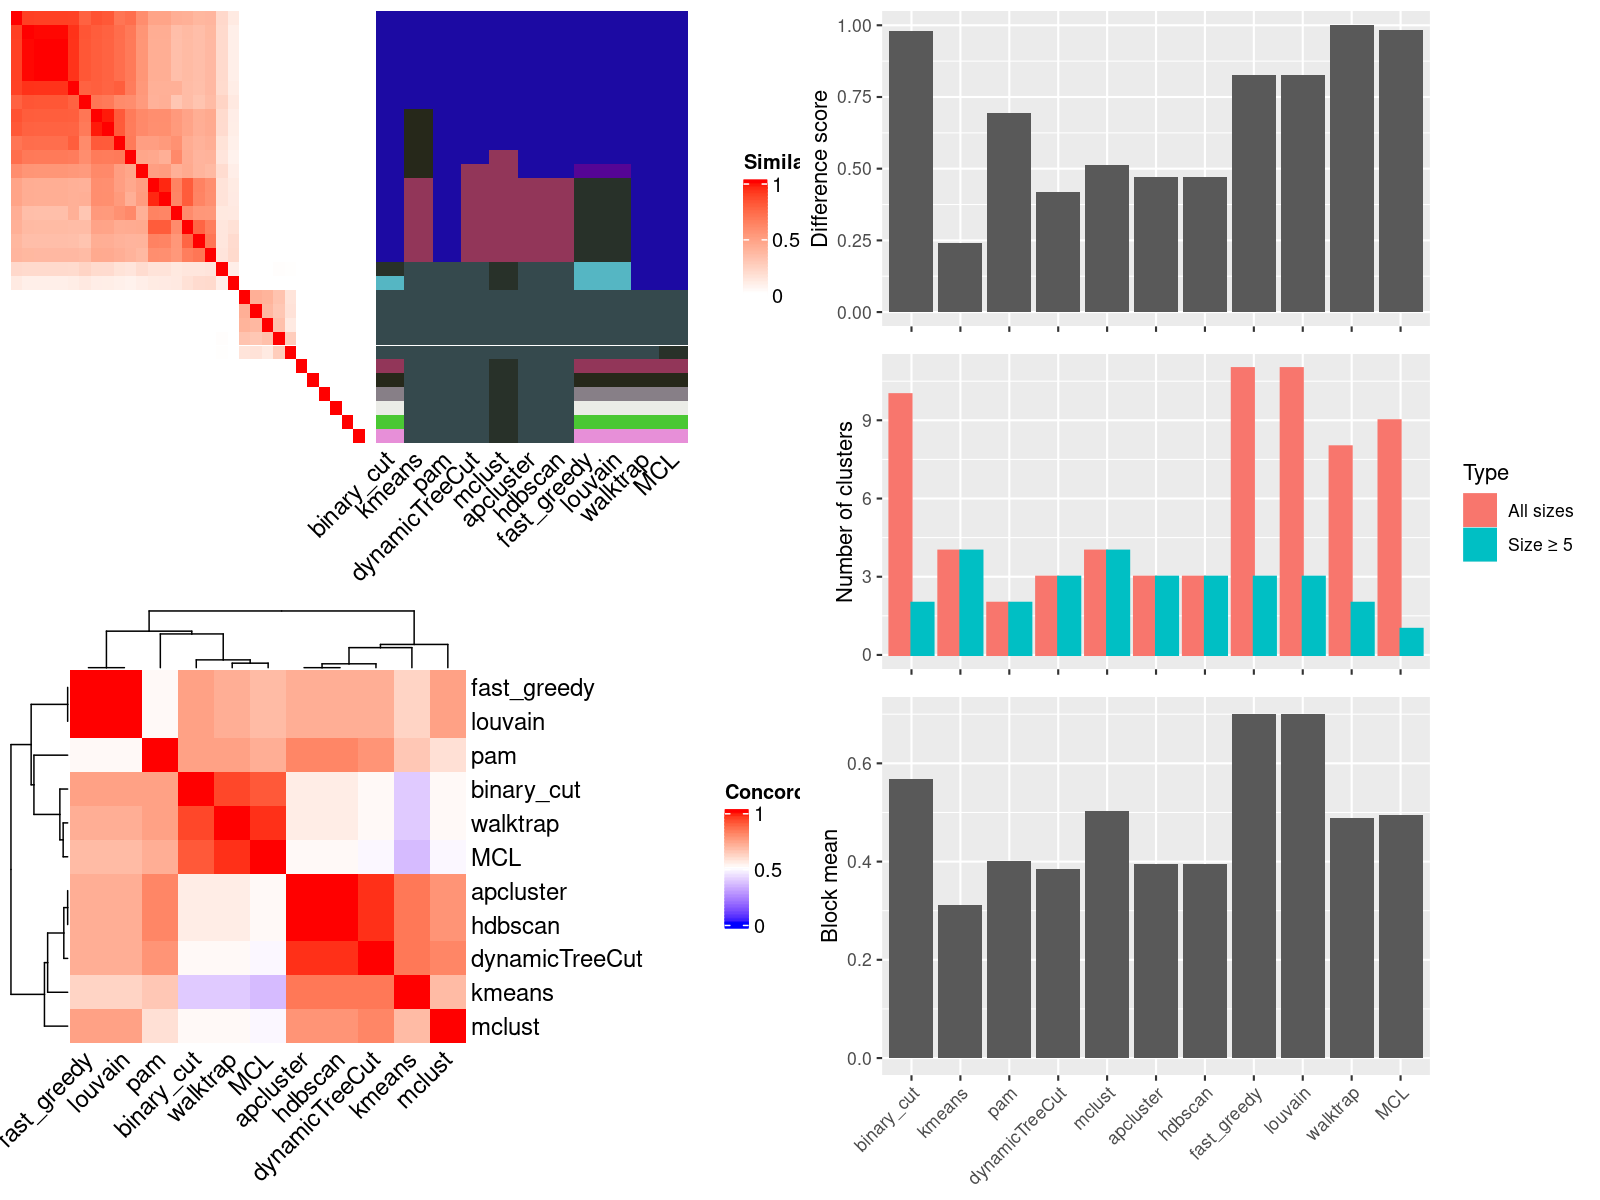 Simila
1
0.5
0
binary_cut
kmeans
pam
dynamicTreeCut
mclust
apcluster
hdbscan
fast_greedy
louvain
walktrap
MCL
fast_greedy
louvain
pam
binary_cut
walktrap
MCL
apcluster
hdbscan
dynamicTreeCut
kmeans
mclust
fast_greedy
louvain
pam
binary_cut
walktrap
MCL
apcluster
hdbscan
dynamicTreeCut
kmeans
mclust
Concord
1
0.5
0
Difference score
1.00
0.75
0.50
0.25
0.00
Number of clusters
9
6
3
0
Type
All sizes
Size ≥ 5
Block mean
0.6
0.4
0.2
0.0
binary_cut
kmeans
pam
dynamicTreeCut
mclust
apcluster
hdbscan
fast_greedy
louvain
walktrap
MCL